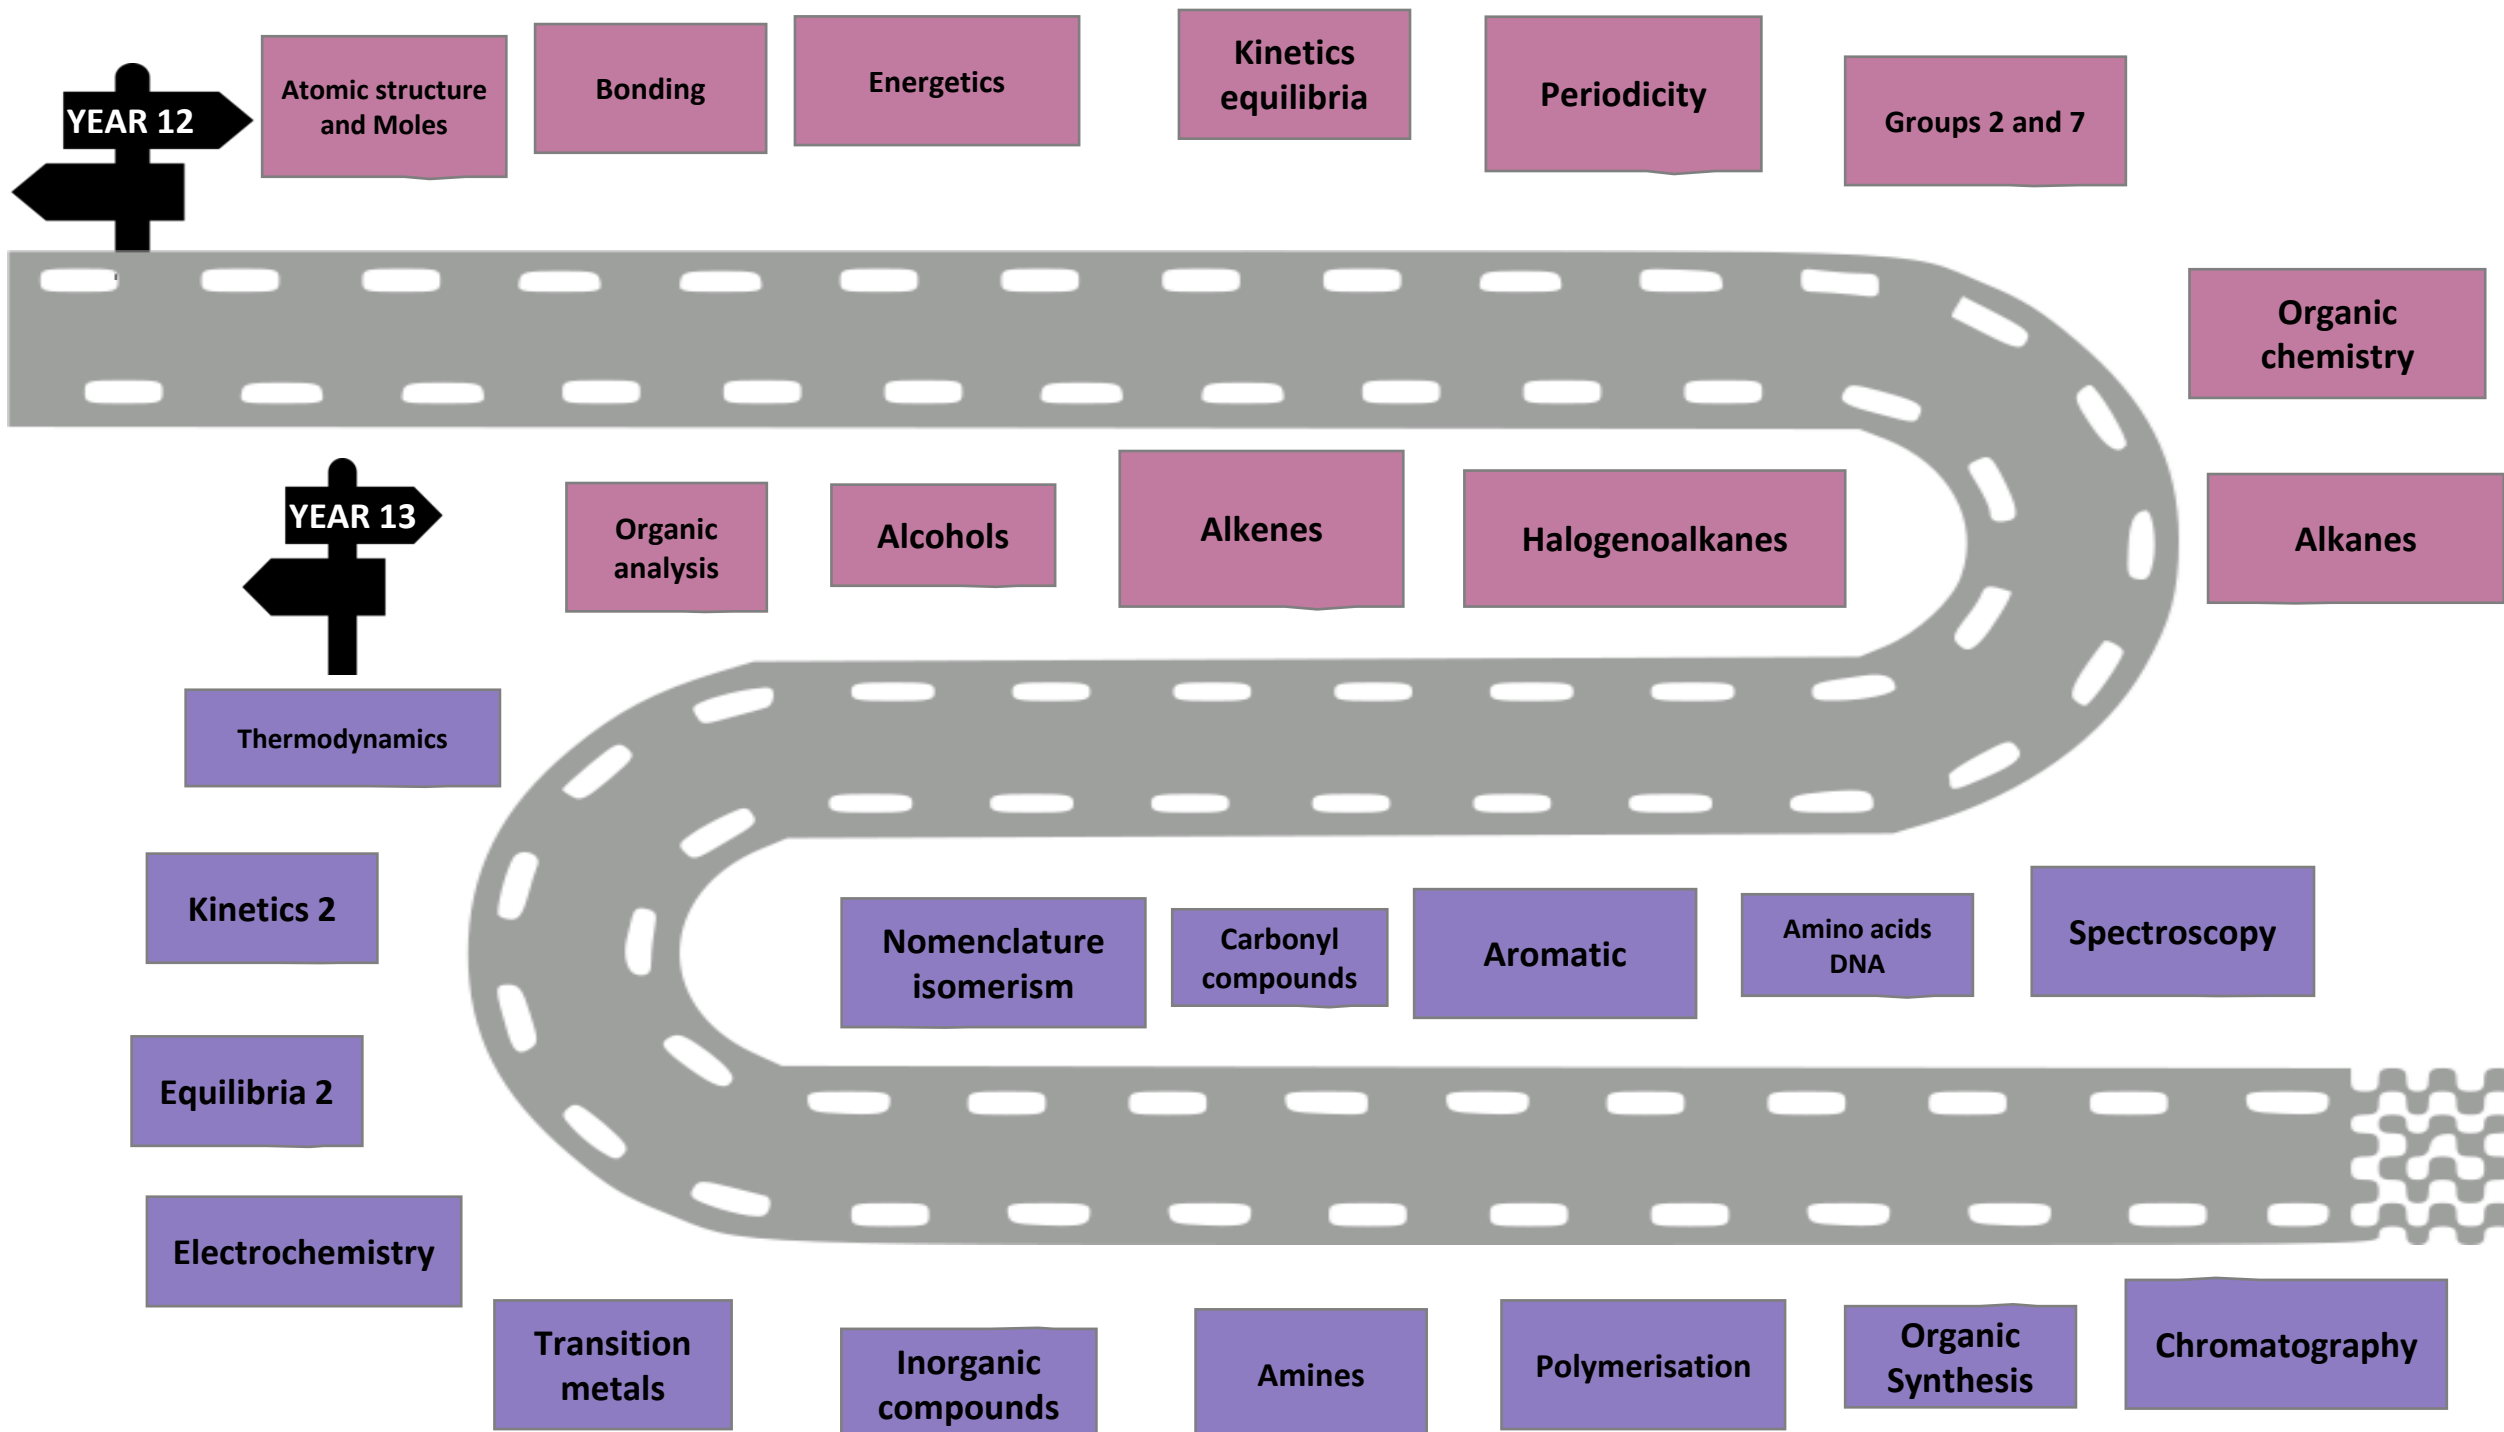 YEAR 12
Atomic structure
and Moles
Bonding
Energetics
Kinetics
equilibria
Periodicity
Groups 2 and 7
Organic
chemistry
YEAR 13
Organic
analysis
Alcohols
Alkenes
Halogenoalkanes
Alkanes
Thermodynamics
Kinetics 2
Nomenclature
isomerism
Carbonyl
compounds
Aromatic
Amino acids
DNA
Spectroscopy
Equilibria 2
Electrochemistry
Transition
metals
Inorganic
compounds
Amines
Polymerisation
Organic
Synthesis
Chromatography